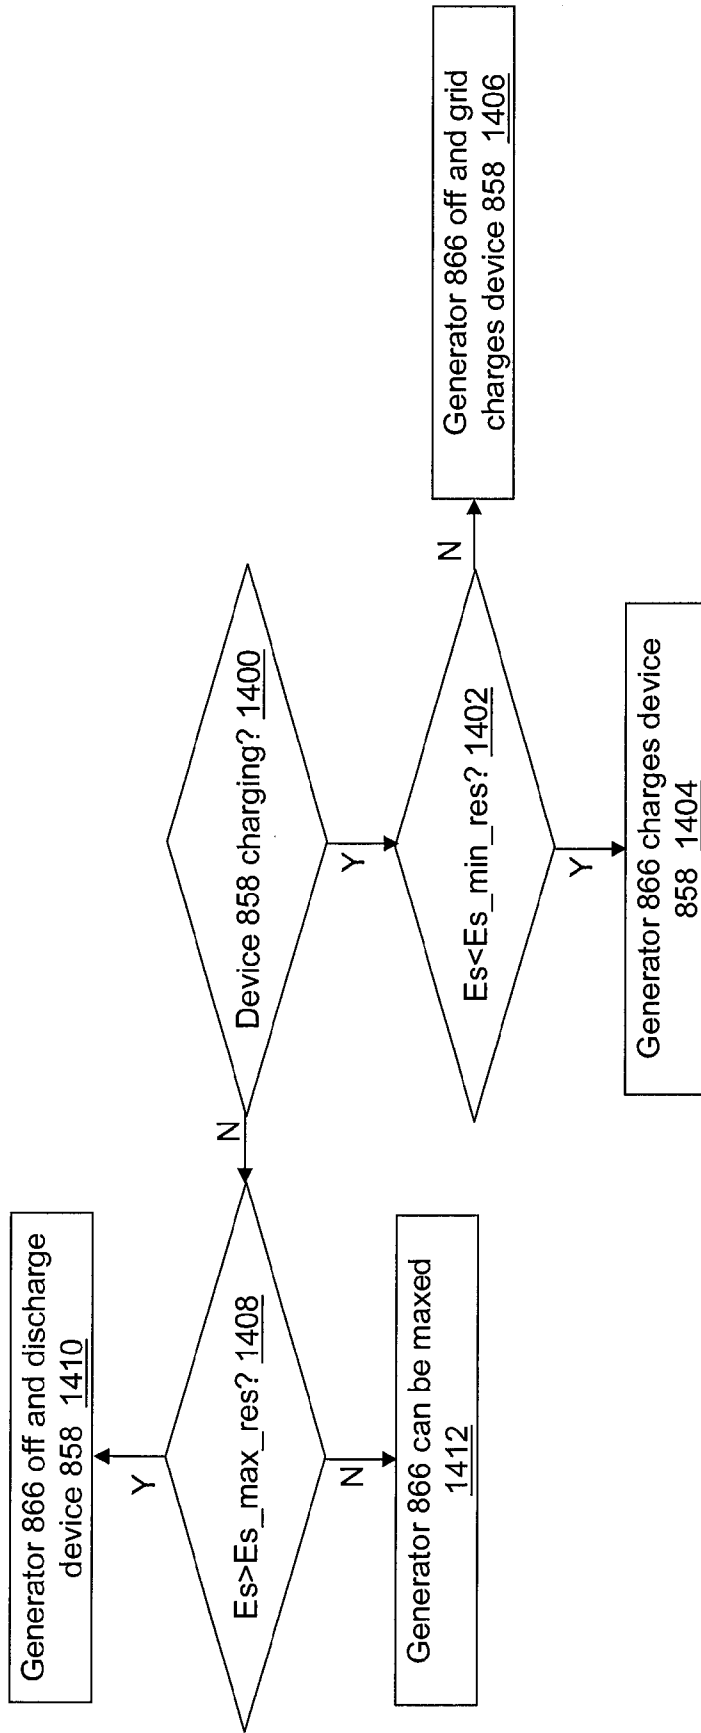 Device 858 charging? 1400
N
Y
Es>Es_max_res? 1408
Y
N
Generator 866 off and discharge
device 858 1410
Generator 866 can be maxed
1412
Es<Es_min_res? 1402
N
Y
Generator 866 off and grid
charges device 858 1406
Generator 866 charges device
858 1404